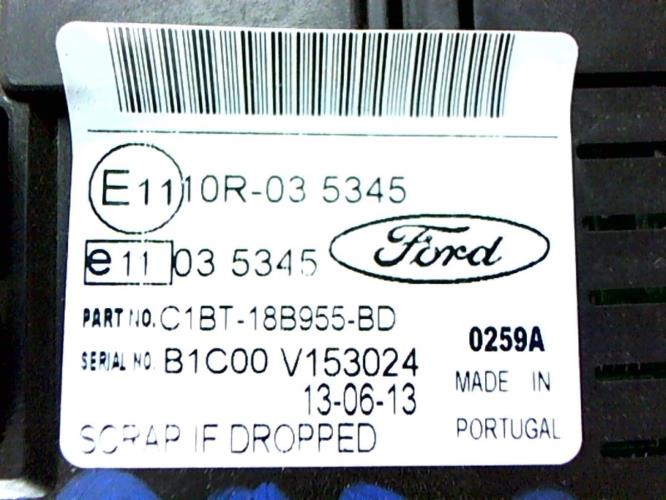 E11 10R-03 5345
e11 03 5345 Ford
PART NO. C1BT-18B955-BD
SERIAL NO. B1C00 V153024 0259A
13-06-13 MADE IN
SCRAP IF DROPPED PORTUGAL